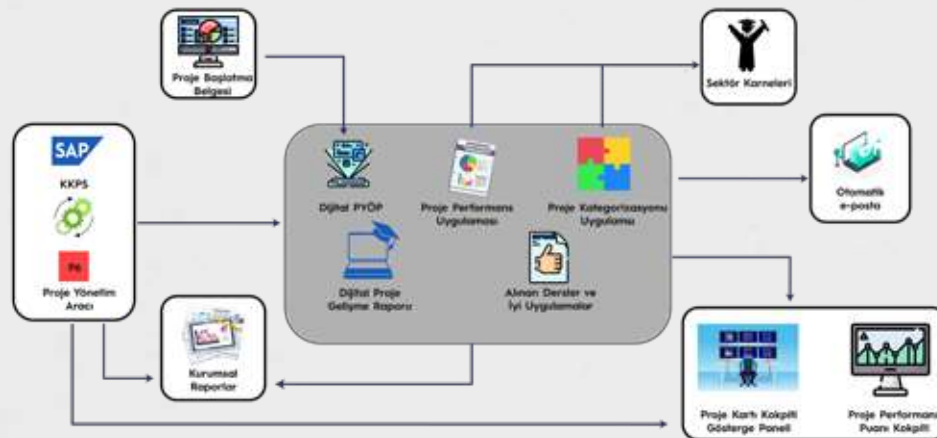 Proje Başlatma
Belgesi
Sektör Karneleri
SAP
KKPS
P6
Proje Yönetim
Aracı
Dijital PYÖP
Proje Performans
Uygulaması
Proje Kategorizasyonu
Uygulama
Dijital Proje
Gelişme Raporu
Alınan Dersler ve
İyi Uygulamalar
Otomatik
e-posta
Kurumsal
Raporlar
Proje Kartı Kokpiti
Gösterge Paneli
Proje Performans
Puanı Kokpiti